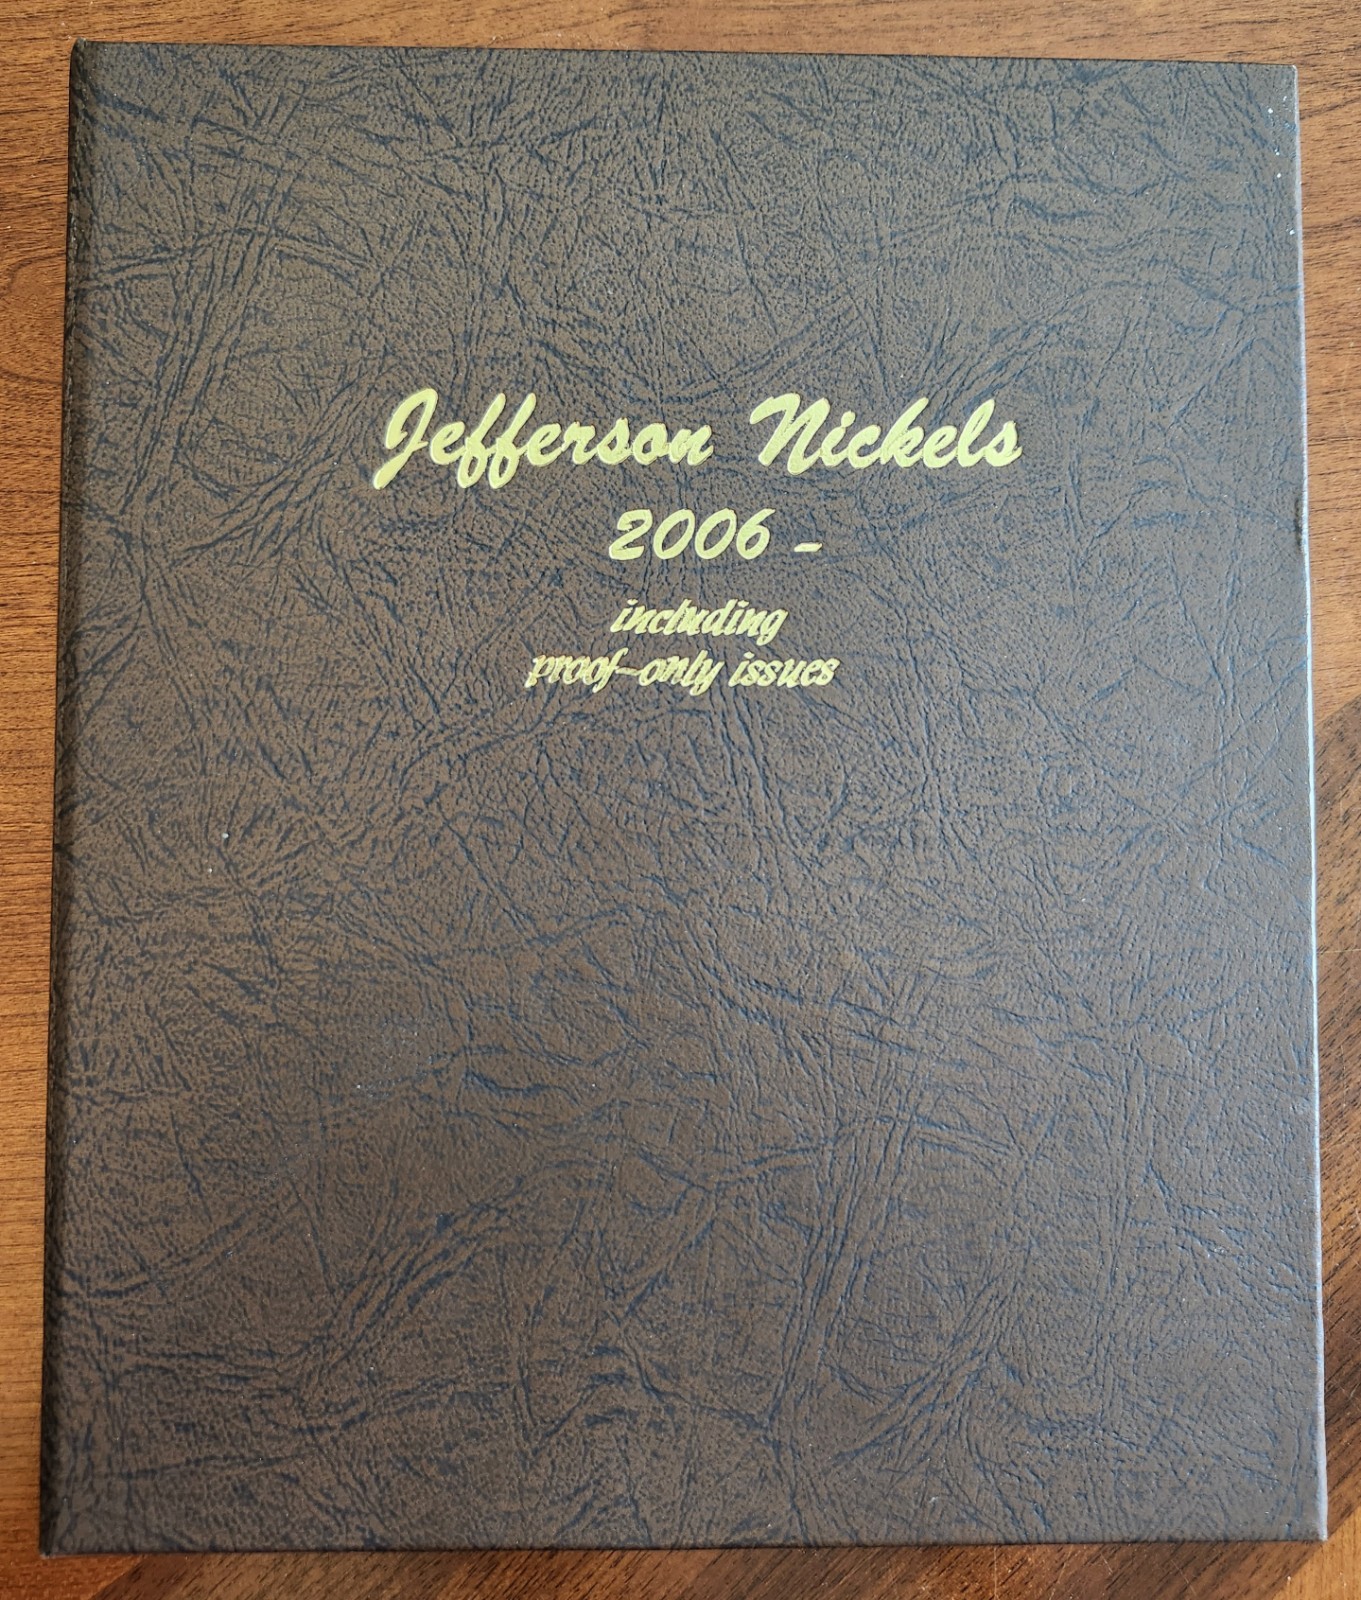 Jefferson Nickels
2006 -
including
proof-only issues